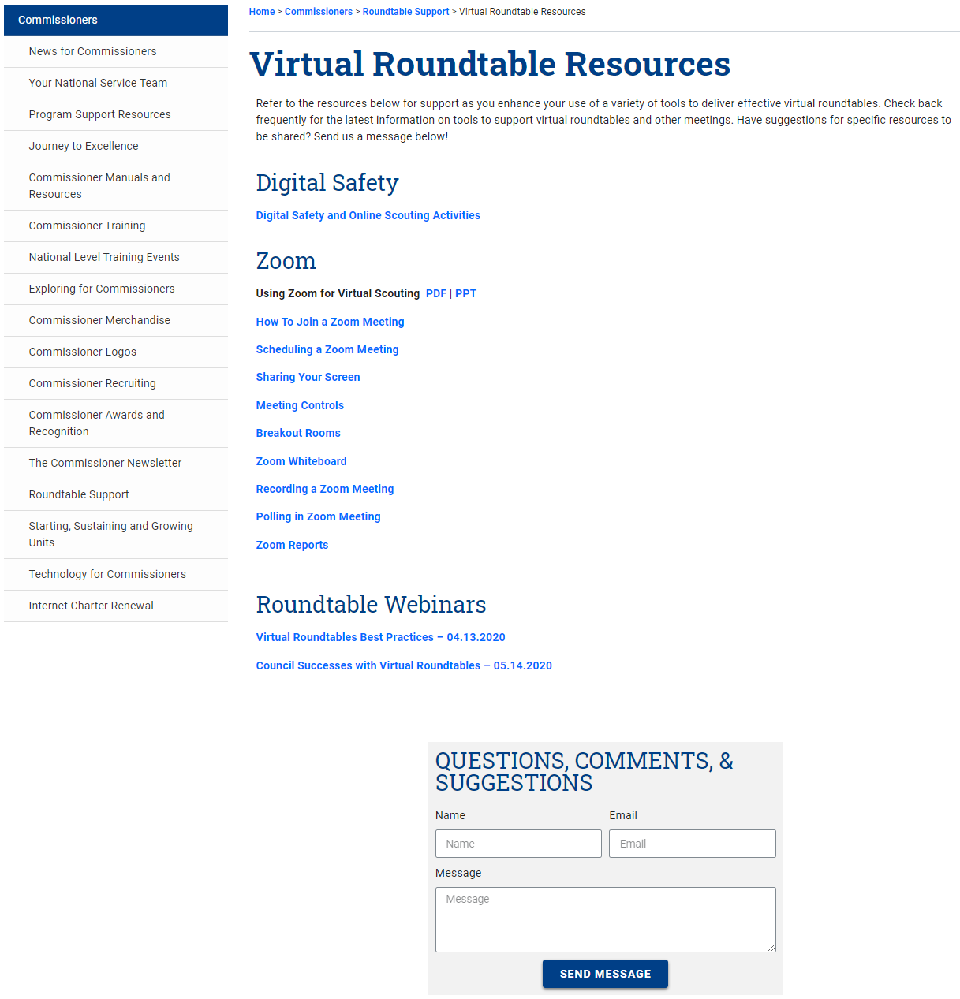 Commissioners
News for Commissioners
Your National Service Team
Program Support Resources
Journey to Excellence
Commissioner Manuals and
Resources
Commissioner Training
National Level Training Events
Exploring for Commissioners
Commissioner Merchandise
Commissioner Logos
Commissioner Recruiting
Commissioner Awards and
Recognition
The Commissioner Newsletter
Roundtable Support
Starting, Sustaining and Growing
Units
Technology for Commissioners
Internet Charter Renewal
Home > Commissioners > Roundtable Support > Virtual Roundtable Resources
Virtual Roundtable Resources
Refer to the resources below for support as you enhance your use of a variety of tools to deliver effective virtual roundtables. Check back
frequently for the latest information on tools to support virtual roundtables and other meetings. Have suggestions for specific resources to
be shared? Send us a message below!
Digital Safety
Digital Safety and Online Scouting Activities
Zoom
Using Zoom for Virtual Scouting PDF | PPT
How To Join a Zoom Meeting
Scheduling a Zoom Meeting
Sharing Your Screen
Meeting Controls
Breakout Rooms
Zoom Whiteboard
Recording a Zoom Meeting
Polling in Zoom Meeting
Zoom Reports
Roundtable Webinars
Virtual Roundtables Best Practices – 04.13.2020
Council Successes with Virtual Roundtables – 05.14.2020
QUESTIONS, COMMENTS, &
SUGGESTIONS
Name Email
Name Email
Message
Message
SEND MESSAGE